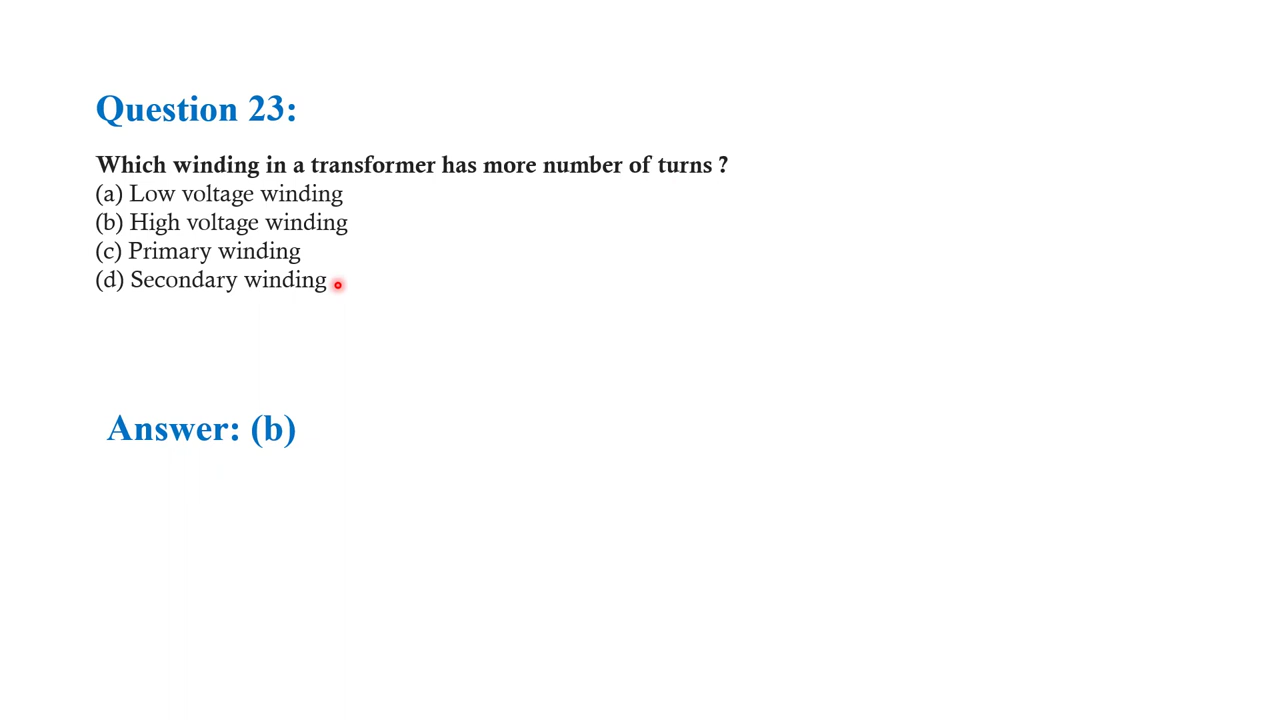 Question 23:
Which winding in a transformer has more number of turns ?
(a) Low voltage winding
(b) High voltage winding
(c) Primary winding
(d) Secondary winding
Answer: (b)